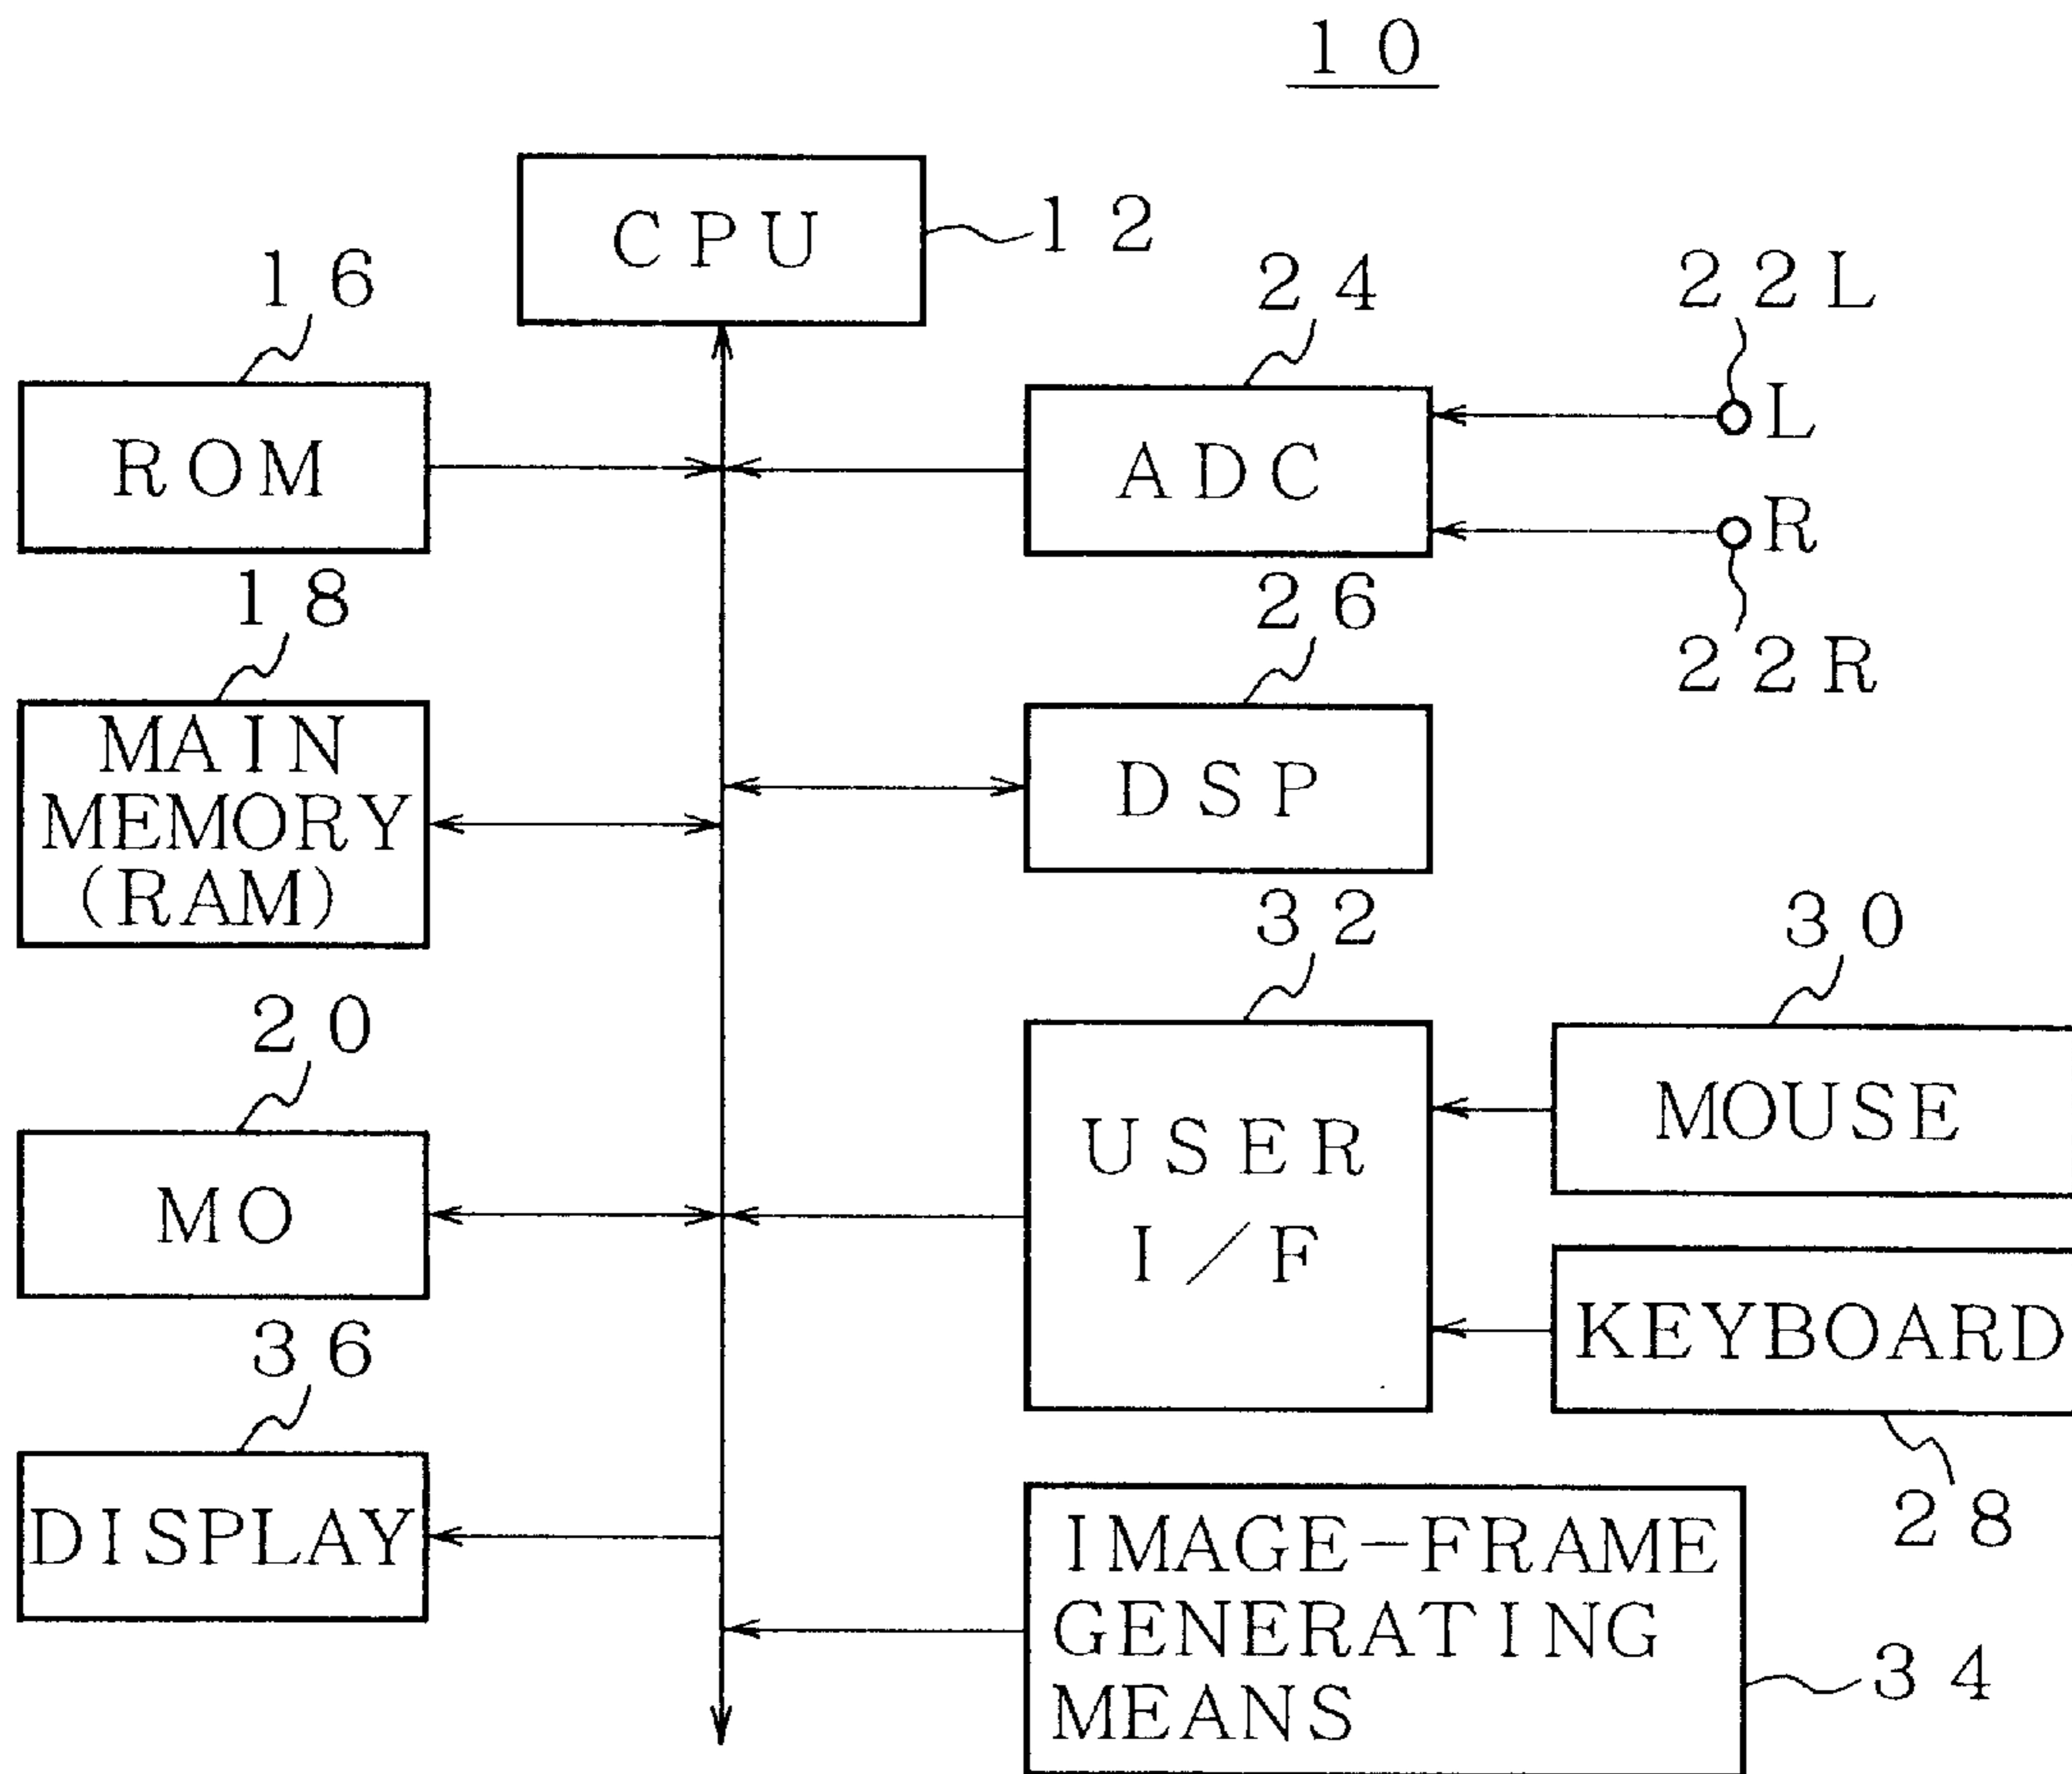 10
CPU
12
16
ROM
24
ADC
22L
L
R
22R
18
MAIN
MEMORY
(RAM)
26
DSP
32
USER
I/F
30
MOUSE
20
MO
KEYBOARD
28
36
DISPLAY
IMAGE-FRAME
GENERATING
MEANS
34